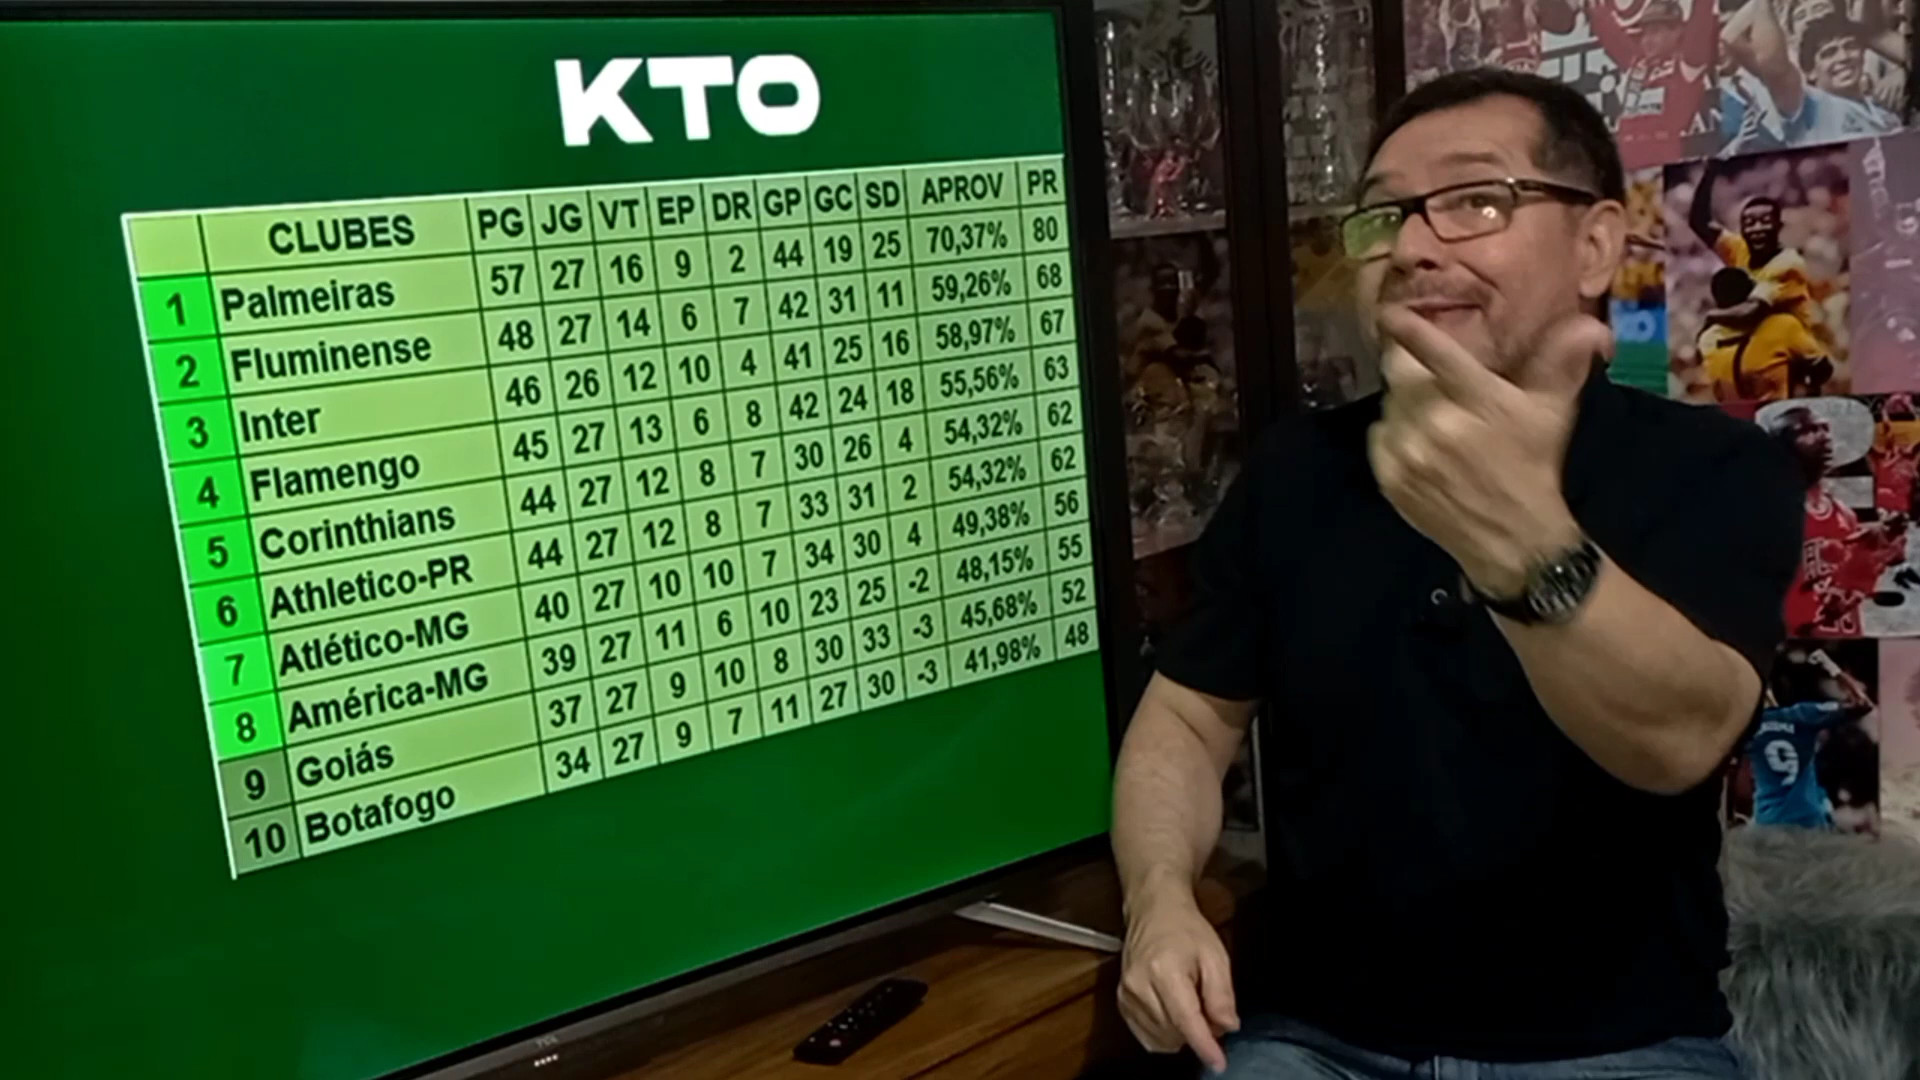 KTO
CLUBES PG JG VT EP DR GP GC SD APROV PR
1 Palmeiras 57 27 16 9 2 44 19 25 70,37% 80
2 Fluminense 48 27 14 6 7 42 31 11 59,26% 68
3 Inter 46 26 12 10 4 41 25 16 58,97% 67
4 Flamengo 45 27 13 6 8 42 24 18 55,56% 63
5 Corinthians 44 27 12 8 7 30 26 4 54,32% 62
6 Athletico-PR 44 27 12 8 7 33 31 2 54,32% 62
7 Atlético-MG 40 27 10 10 7 34 30 4 49,38% 56
8 América-MG 39 27 11 6 10 23 25 -2 48,15% 55
9 Goiás 37 27 9 10 8 30 33 -3 45,68% 52
10 Botafogo 34 27 9 7 11 27 30 -3 41,98% 48
TCL
9